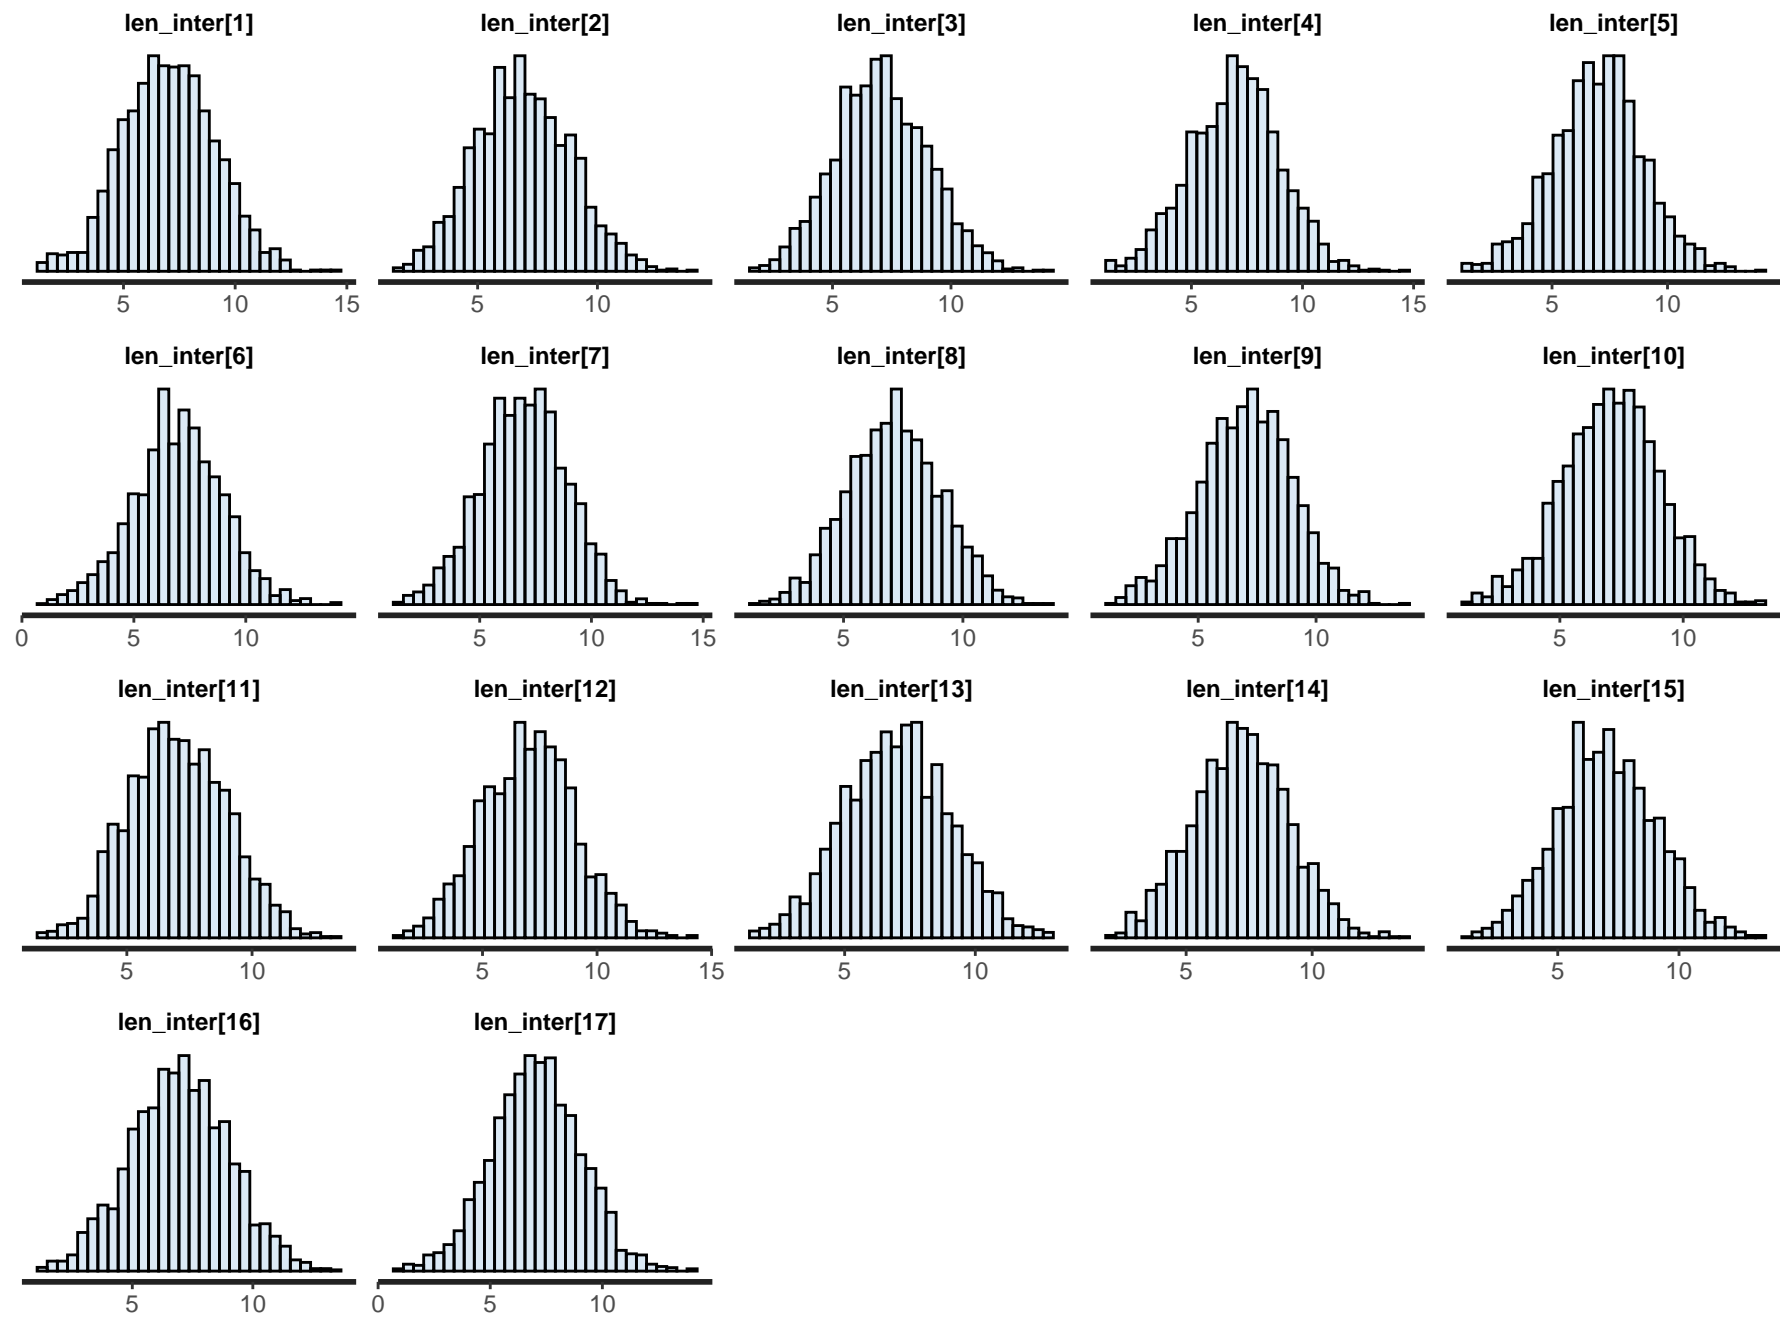 len_inter[1] len_inter[2] len_inter[3] len_inter[4] len_inter[5]
5 10 15 5 10 5 10 5 10 15 5 10
len_inter[6] len_inter[7] len_inter[8] len_inter[9] len_inter[10]
0 5 10 5 10 15 5 10 5 10 5 10
len_inter[11] len_inter[12] len_inter[13] len_inter[14] len_inter[15]
5 10 5 10 15 5 10 5 10 5 10
len_inter[16] len_inter[17]
5 10 0 5 10